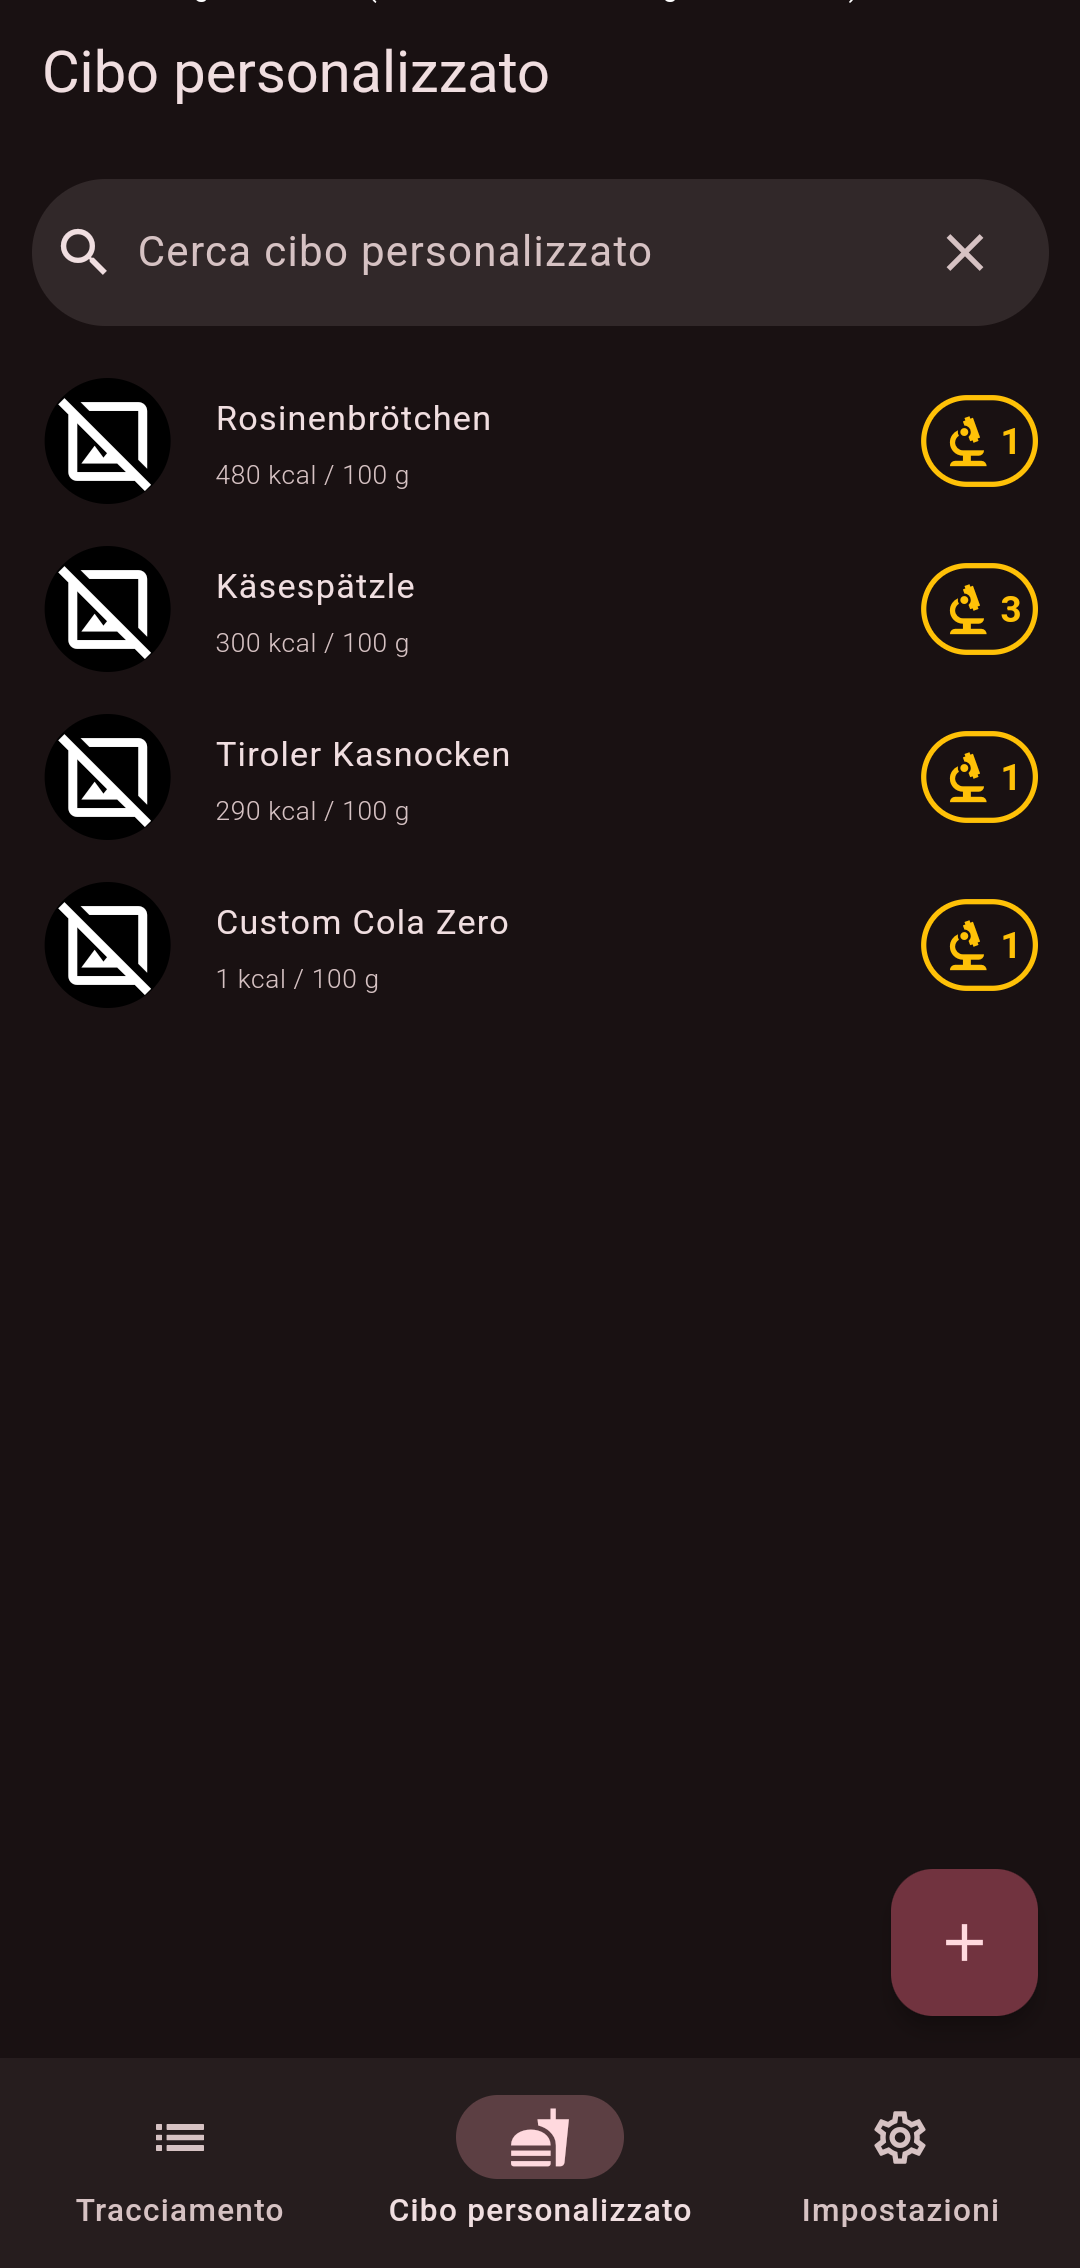 Cibo personalizzato
Cerca cibo personalizzato
Rosinenbrötchen
480 kcal / 100 g
1
Käsespätzle
300 kcal / 100 g
3
Tiroler Kasnocken
290 kcal / 100 g
1
Custom Cola Zero
1 kcal / 100 g
1
Tracciamento
Cibo personalizzato
Impostazioni